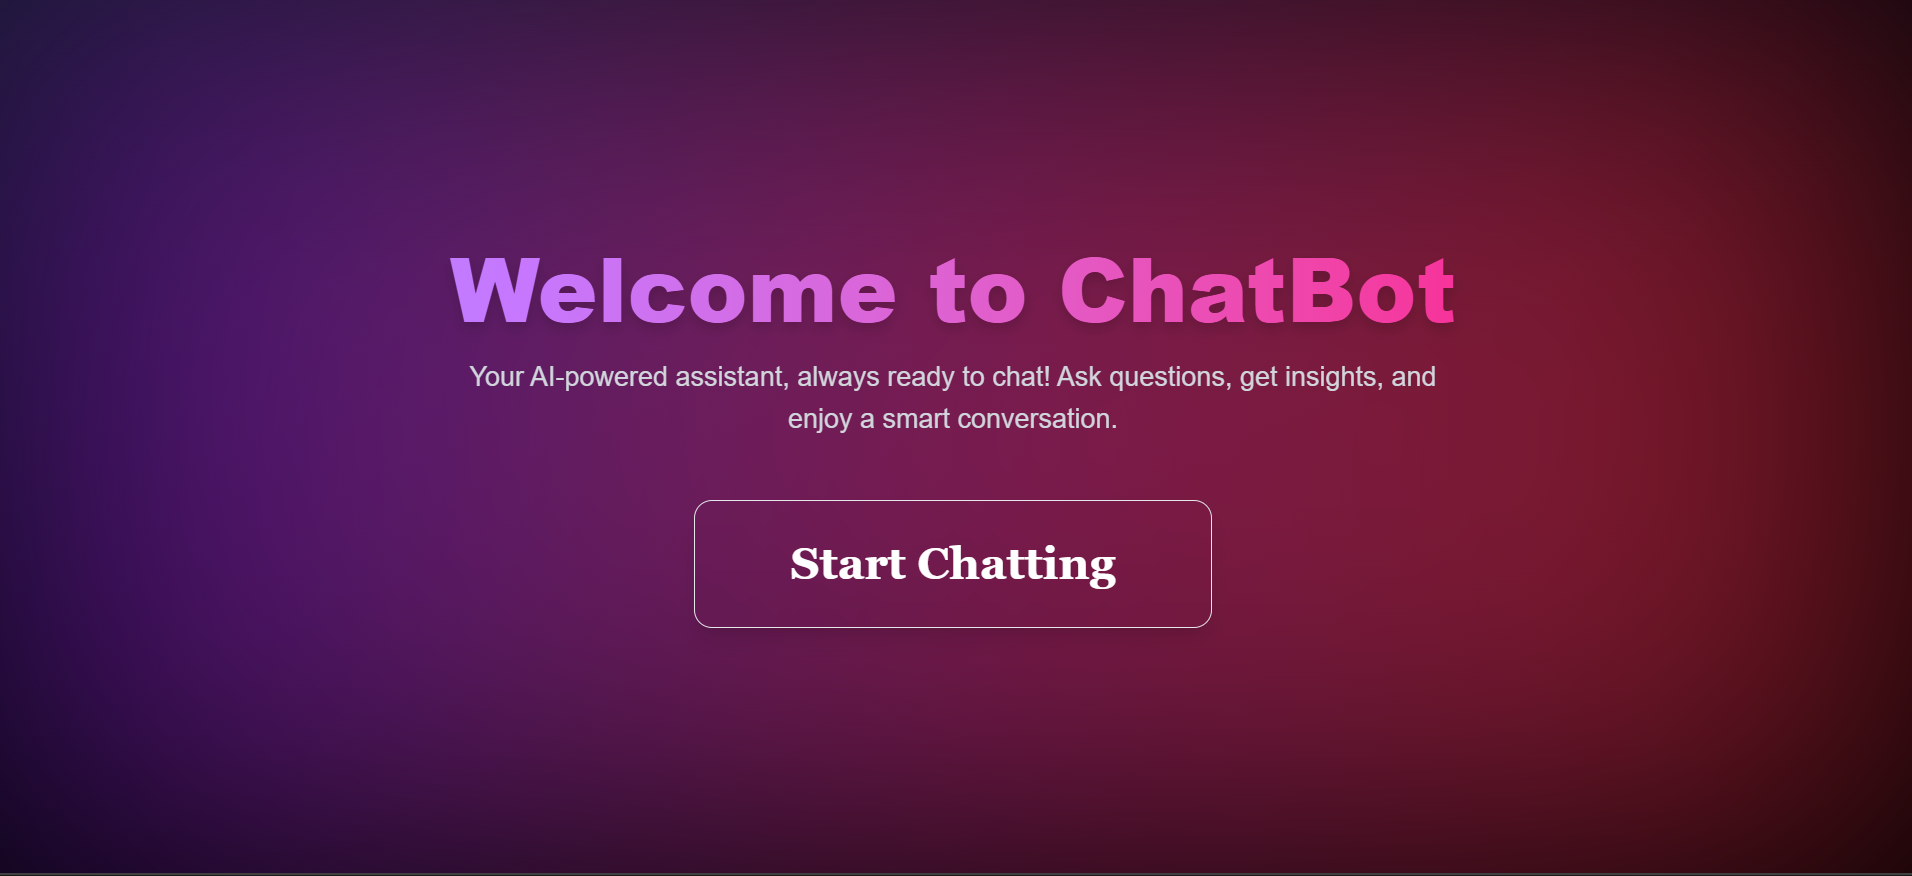 Welcome to ChatBot
Your AI-powered assistant, always ready to chat! Ask questions, get insights, and
enjoy a smart conversation.
Start Chatting